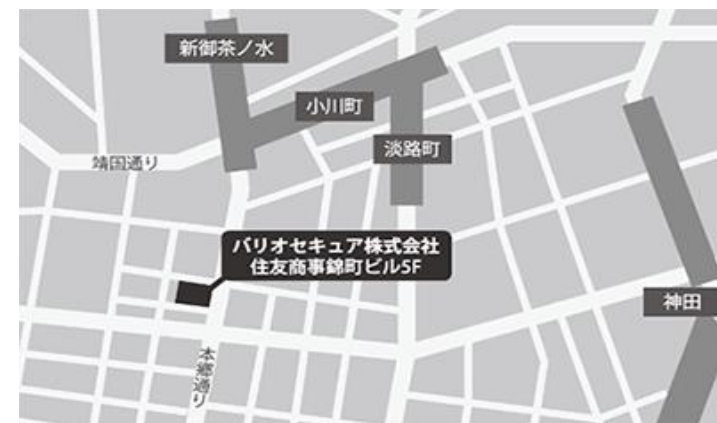 新御茶ノ水
小川町
淡路町
靖国通り
バリオセキュア株式会社
住友商事錦町ビル5F
神田
本郷通り